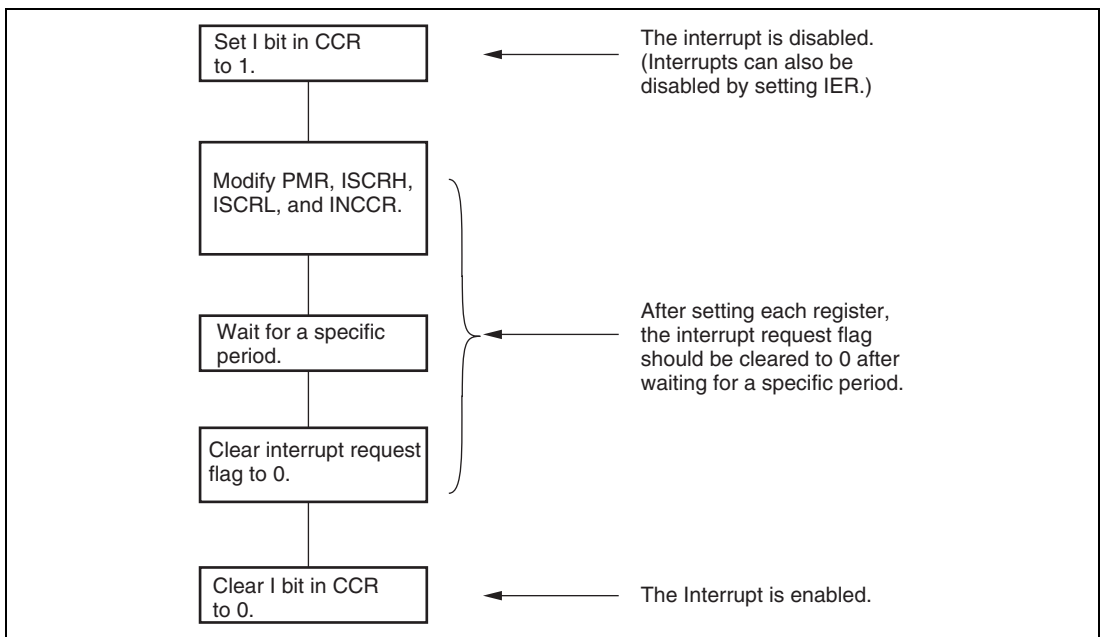 Set I bit in CCR
to 1.
The interrupt is disabled.
(Interrupts can also be
disabled by setting IER.)
Modify PMR, ISCRH,
ISCRL, and INCCR.
Wait for a specific
period.
After setting each register,
the interrupt request flag
should be cleared to 0 after
waiting for a specific period.
Clear interrupt request
flag to 0.
Clear I bit in CCR
to 0.
The Interrupt is enabled.